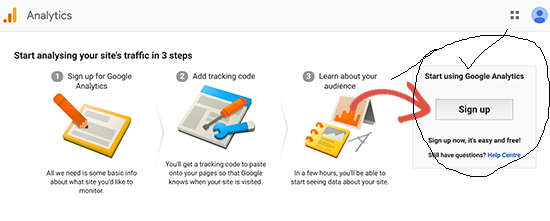 Analytics
Start analysing your site's traffic in 3 steps
1 Sign up for Google
Analytics
All we need is some basic info
about what site you'd like to
monitor.
2 Add tracking code
You'll get a tracking code to paste
onto your pages so that Google
knows when your site is visited.
3 Learn about your
audience
In a few hours, you'll be able to
start seeing data about your site.
Start using Google Analytics
Sign up
Sign up now, it's easy and free!
Still have questions? Help Centre